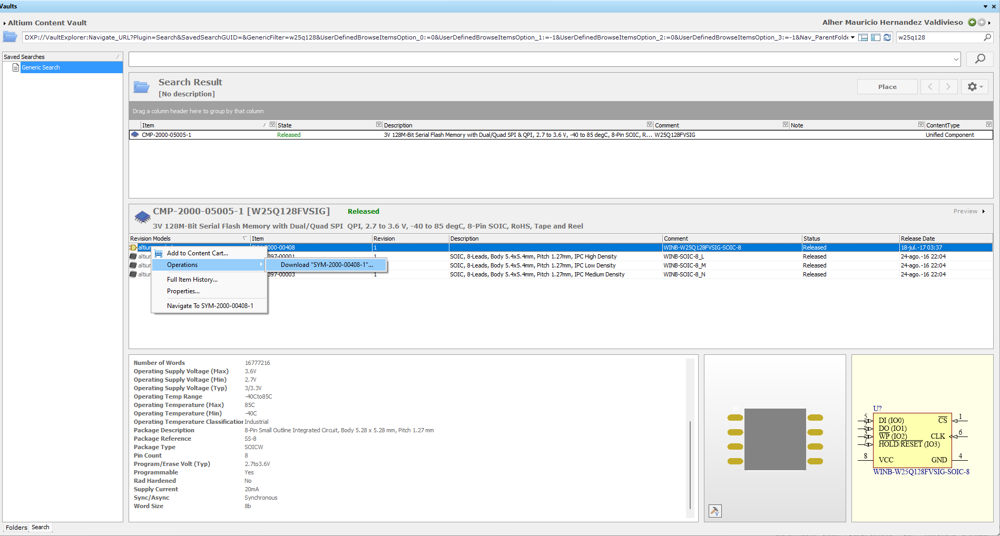 Vaults
Altium Content Vault
Alher Mauricio Hernandez Valdivieso
DXP://VaultExplorer:Navigate_URL?Plugin=Search&SavedSearchGUID=&GenericFilter=w25q128&UserDefinedBrowseItemsOption_0:=0&UserDefinedBrowseItemsOption_1:=-1&UserDefinedBrowseItemsOption_2:=0&UserDefinedBrowseItemsOption_3:=-1&Nav_ParentFolde
w25q128
Saved Searches
Generic Search
Search Result
[No description]
Place
Drag a column header here to group by that column
Item State Description Comment Note ContentType
CMP-2000-05005-1 Released 3V 128M-Bit Serial Flash Memory with Dual/Quad SPI & QPI, 2.7 to 3.6 V, -40 to 85 degC, 8-Pin SOIC, R... W25Q128FVSIG Unified Component
CMP-2000-05005-1 [W25Q128FVSIG] Released
Preview
3V 128M-Bit Serial Flash Memory with Dual/Quad SPI QPI, 2.7 to 3.6 V, -40 to 85 degC, 8-Pin SOIC, RoHS, Tape and Reel
Revision Models Item Revision Description Comment Status Release Date
altiu 2000-00408 1 WINB-W25Q128FVSIG-SOIC-8 Released 18-jul.-17 03:37
altiur 397-00001 1 SOIC, 8-Leads, Body 5.4x5.4mm, Pitch 1.27mm, IPC High Density WINB-SOIC-8_L Released 24-ago.-16 22:04
altiur SOIC, 8-Leads, Body 5.4x5.4mm, Pitch 1.27mm, IPC Low Density WINB-SOIC-8_M Released 24-ago.-16 22:04
altiur 397-00003 1 SOIC, 8-Leads, Body 5.4x5.4mm, Pitch 1.27mm, IPC Medium Density WINB-SOIC-8_N Released 24-ago.-16 22:04
Add to Content Cart...
Operations
Download "SYM-2000-00408-1"...
Full Item History...
Properties...
Navigate To SYM-2000-00408-1
Number of Words 16777216
Operating Supply Voltage (Max) 3.6V
Operating Supply Voltage (Min) 2.7V
Operating Supply Voltage (Typ) 3/3.3V
Operating Temp Range -40Cto85C
Operating Temperature (Max) 85C
Operating Temperature (Min) -40C
Operating Temperature Classification Industrial
Package Description 8-Pin Small Outline Integrated Circuit, Body 5.28 x 5.28 mm, Pitch 1.27 mm
Package Reference SS-8
Package Type SOICW
Pin Count 8
Program/Erase Volt (Typ) 2.7to3.6V
Programmable Yes
Rad Hardened No
Supply Current 20mA
Sync/Async Synchronous
Word Size 8b
U?
5 DI (IO0) CS 1
2 DO (IO1)
3 WP (IO2) CLK 6
7 HOLD/RESET (IO3)
8 VCC GND 4
WINB-W25Q128FVSIG-SOIC-8
Folders Search